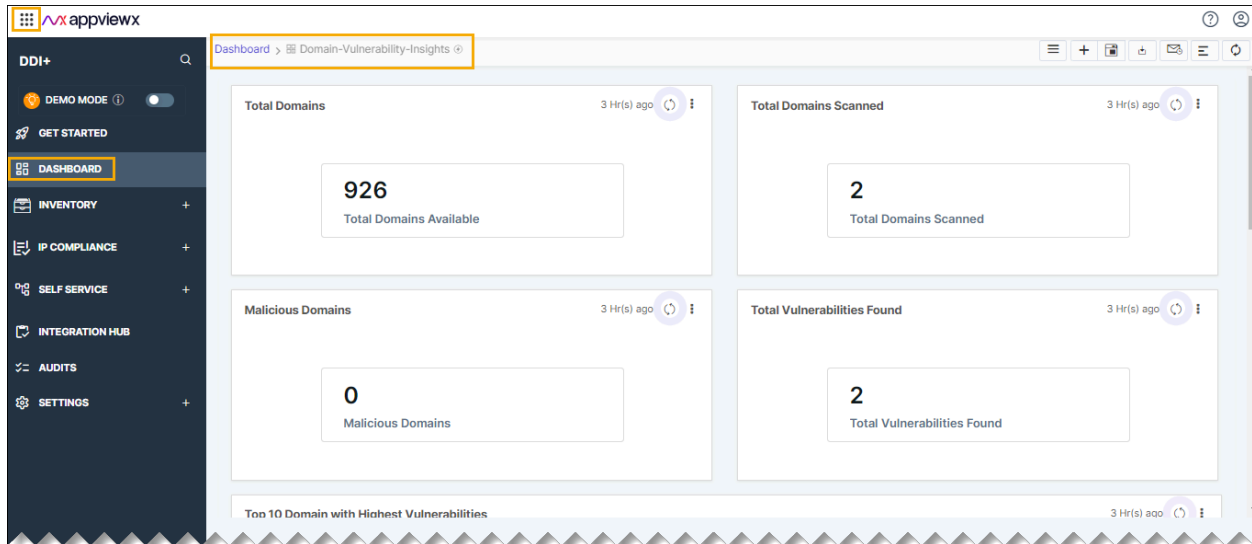 appviewx
DDI+
Dashboard > Domain-Vulnerability-Insights
DEMO MODE
GET STARTED
DASHBOARD
INVENTORY +
IP COMPLIANCE +
SELF SERVICE +
INTEGRATION HUB
AUDITS
SETTINGS +
Total Domains 3 Hr(s) ago
926
Total Domains Available
Total Domains Scanned 3 Hr(s) ago
2
Total Domains Scanned
Malicious Domains 3 Hr(s) ago
0
Malicious Domains
Total Vulnerabilities Found 3 Hr(s) ago
2
Total Vulnerabilities Found
Top 10 Domain with Highest Vulnerabilities 3 Hr(s) ago